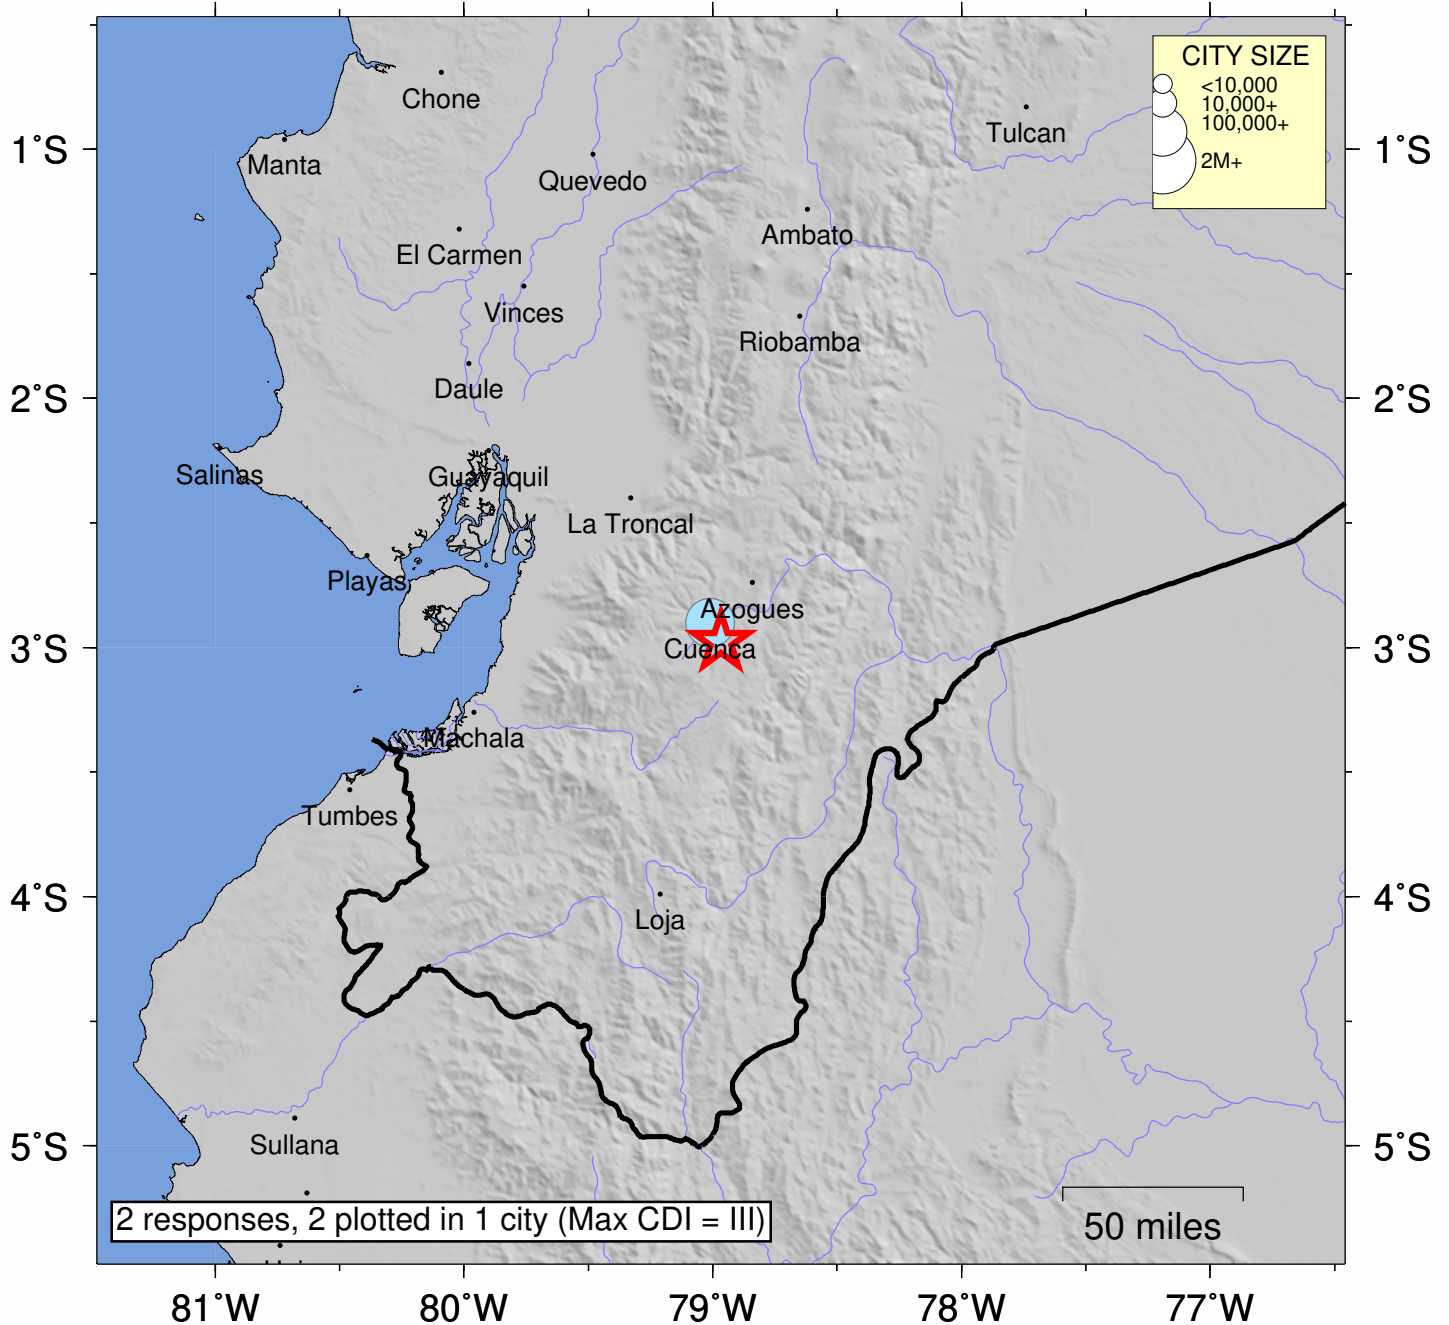 CITY SIZE
<10,000
10,000+
100,000+
2M+
Chone
Tulcan
1˚S
1˚S
Manta
Quevedo
Ambato
El Carmen
Vinces
Riobamba
Daule
2˚S
2˚S
Salinas
Guayaquil
La Troncal
Playas
Azogues
3˚S
3˚S
Cuenca
Machala
Tumbes
4˚S
4˚S
Loja
5˚S
5˚S
Sullana
2 responses, 2 plotted in 1 city (Max CDI = III)
50 miles
81˚W
80˚W
79˚W
78˚W
77˚W